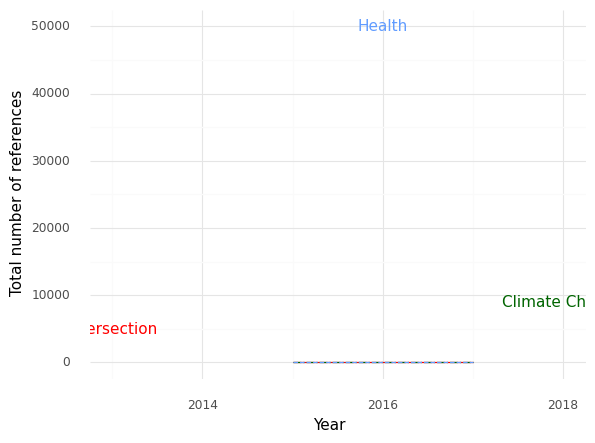 50000
Health
40000
30000
20000
10000
Climate Ch
ersection
0
2014
2016
2018
Year
Total number of references